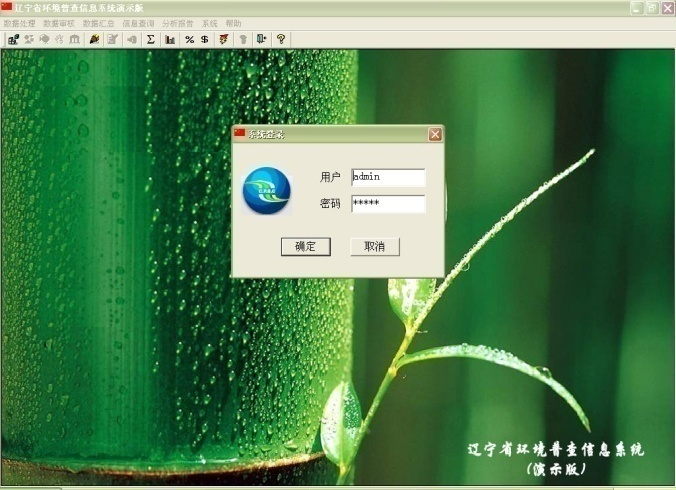 辽宁省环境普查信息系统演示版
数据处理 数据审核 数据汇总 信息查询 分析报告 系统 帮助
系统登录
用户 admin
密码 *****
确定 取消
辽宁省环境普查信息系统
(演示版)